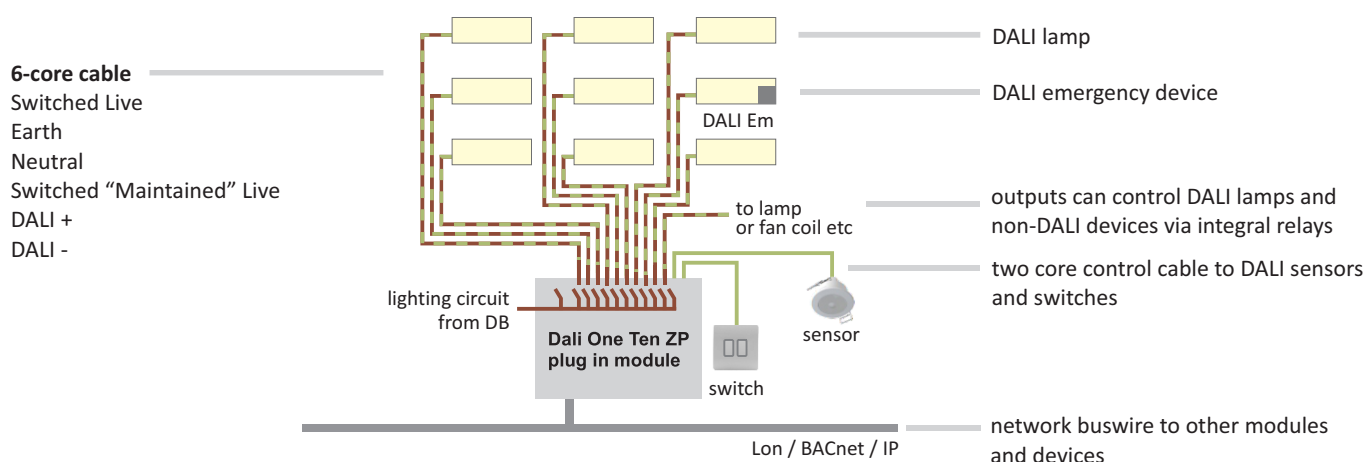 6-core cable
Switched Live
Earth
Neutral
Switched “Maintained” Live
DALI +
DALI -
DALI lamp
DALI emergency device
DALI Em
to lamp
or fan coil etc
outputs can control DALI lamps and
non-DALI devices via integral relays
two core control cable to DALI sensors
and switches
lighting circuit
from DB
Dali One Ten ZP
plug in module
sensor
switch
network buswire to other modules
and devices
Lon / BACnet / IP